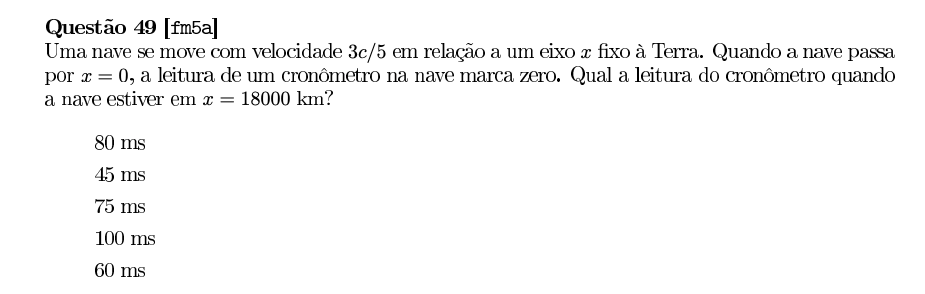 Questão 49 [fm5a]
Uma nave se move com velocidade 3c/5 em relação a um eixo x fixo à Terra. Quando a nave passa
por x = 0, a leitura de um cronômetro na nave marca zero. Qual a leitura do cronômetro quando
a nave estiver em x = 18000 km?
80 ms
45 ms
75 ms
100 ms
60 ms